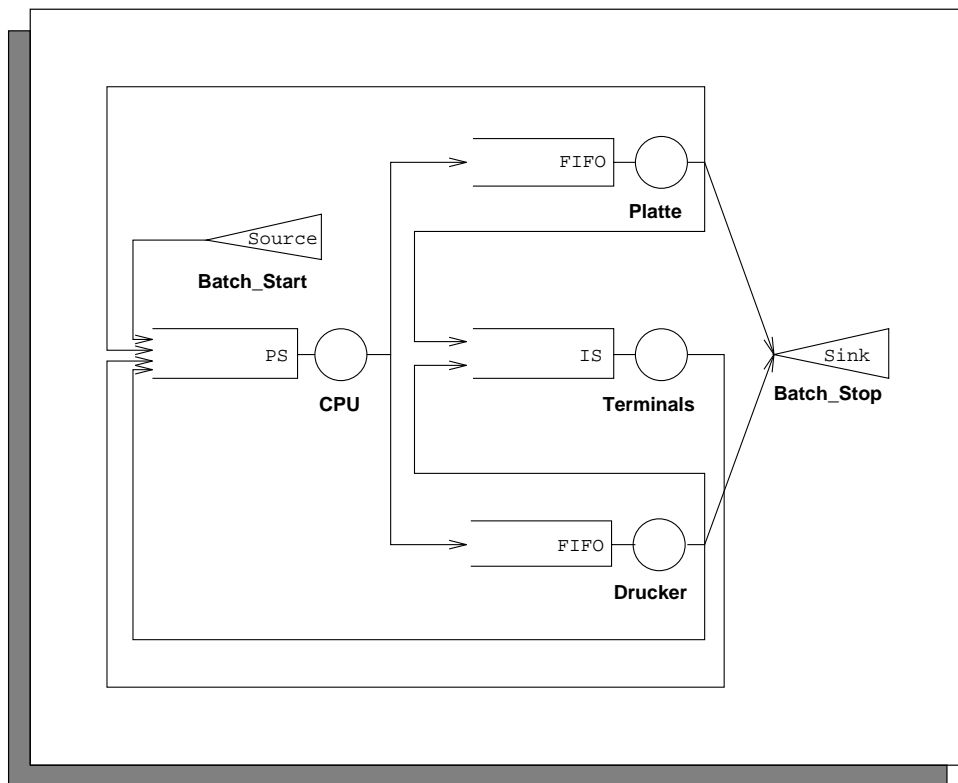 FIFO
Platte
Source
Batch_Start
PS
CPU
IS
Terminals
Sink
Batch_Stop
FIFO
Drucker